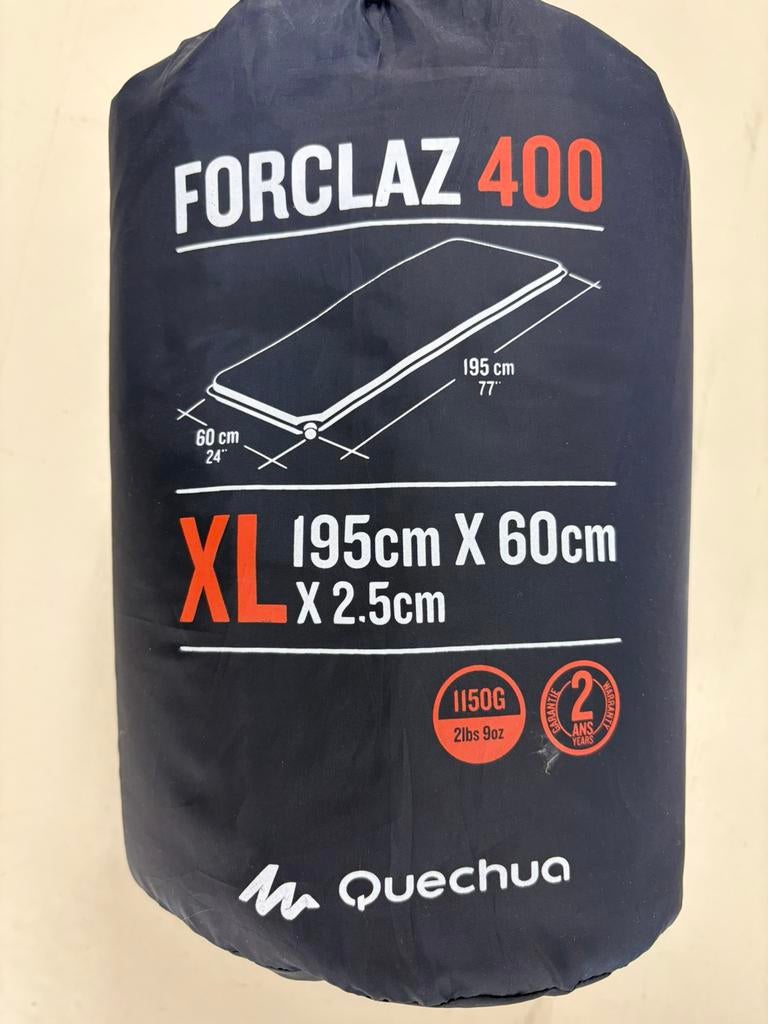 FORCLAZ 400
195 cm
77"
60 cm
24"
XL 195cm X 60cm
X 2.5cm
1150G
2lbs 9oz
GARANTIE
2
ANS
YEARS
WARRANTY
Quechua